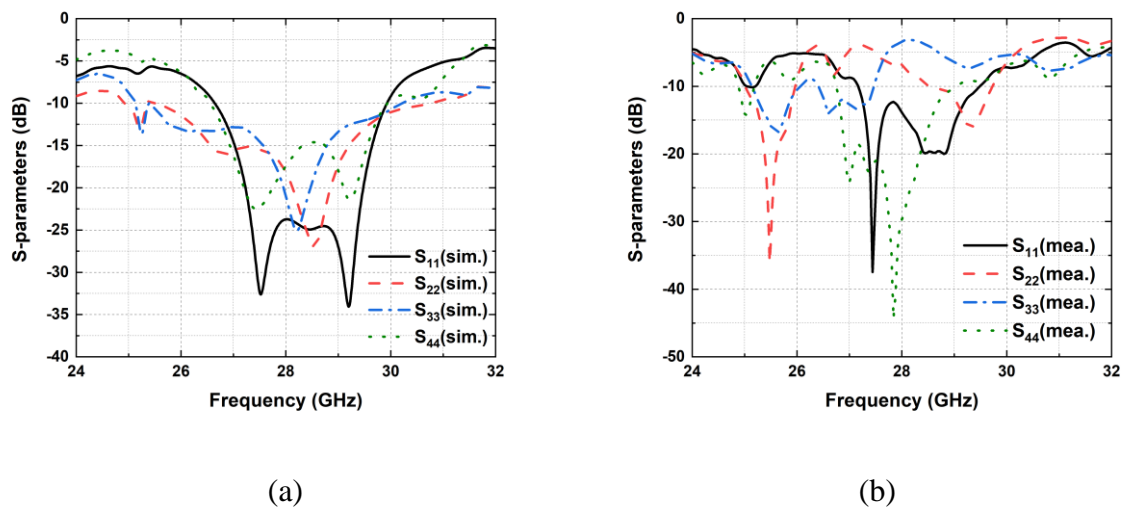 S-parameters (dB)
0
-5
-10
-15
-20
-25
-30
-35
-40
S11(sim.)
S22(sim.)
S33(sim.)
S44(sim.)
24 26 28 30 32
Frequency (GHz)
(a)
S-parameters (dB)
0
-10
-20
-30
-40
-50
S11(mea.)
S22(mea.)
S33(mea.)
S44(mea.)
24 26 28 30 32
Frequency (GHz)
(b)